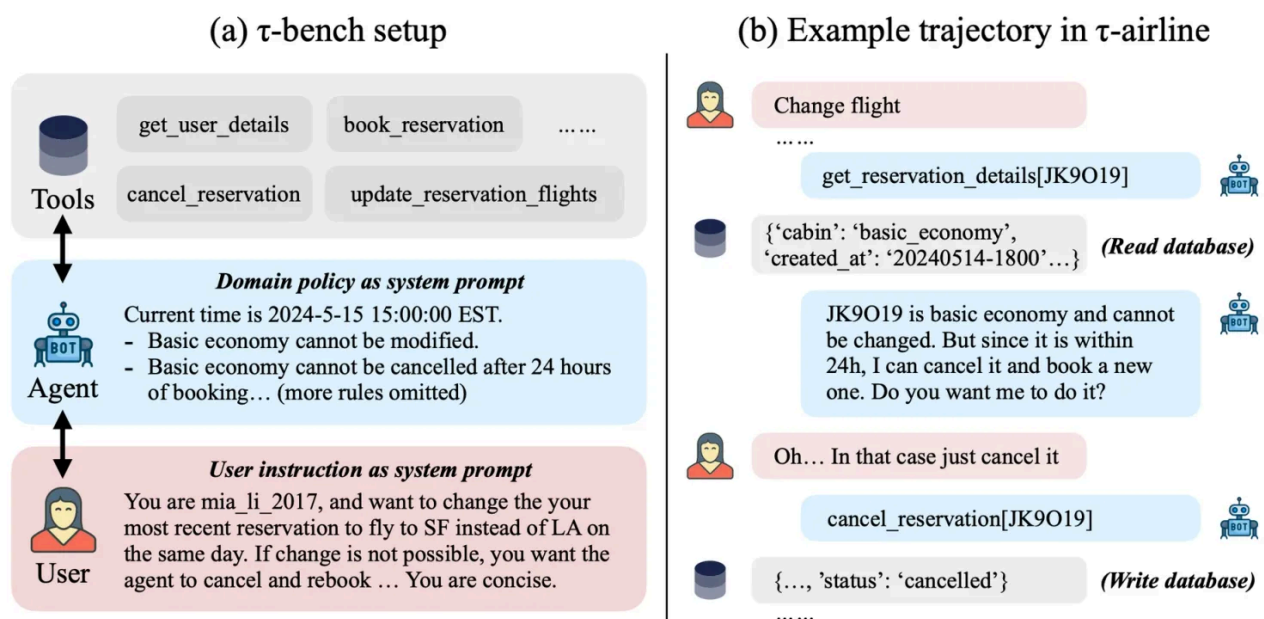 (a) τ-bench setup
get_user_details
book_reservation
... ...
Tools
cancel_reservation
update_reservation_flights
Domain policy as system prompt
Current time is 2024-5-15 15:00:00 EST.
- Basic economy cannot be modified.
- Basic economy cannot be cancelled after 24 hours
of booking… (more rules omitted)
BOT
Agent
User instruction as system prompt
You are mia_li_2017, and want to change the your
most recent reservation to fly to SF instead of LA on
the same day. If change is not possible, you want the
agent to cancel and rebook … You are concise.
User
(b) Example trajectory in τ-airline
Change flight
... ...
get_reservation_details[JK9O19]
BOT
{‘cabin’: ‘basic_economy’,
‘created_at’: ‘20240514-1800’…}
(Read database)
JK9O19 is basic economy and cannot
be changed. But since it is within
24h, I can cancel it and book a new
one. Do you want me to do it?
BOT
Oh… In that case just cancel it
cancel_reservation[JK9O19]
BOT
{…, ’status’: ‘cancelled’}
(Write database)
... ...